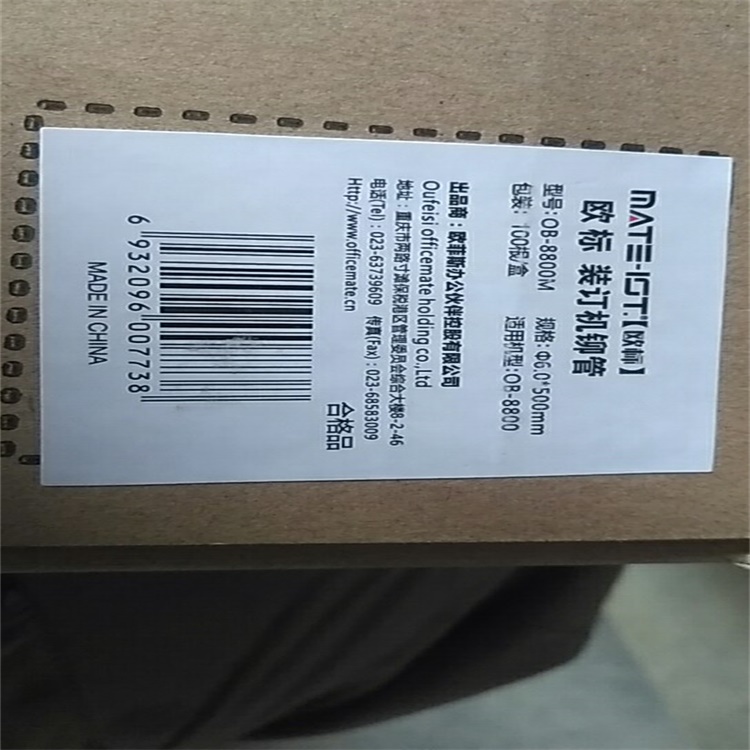 MATE-IST.【欧标】
欧标 装订机铆管
型号: OB-8800M 规格: Φ6.0*500mm
包装: 100根/盒 适用机型: OB-8800
出品商: 欧菲斯办公伙伴控股有限公司
Oufeisi officemate holding co.,Ltd
地址: 重庆市两路寸滩保税港区管理委员会综合大楼8-2-46
电话(Tel): 023-63739609 传真(Fax): 023-68583009
Http://www.officemate.cn
合格品
6 932096 007738
MADE IN CHINA